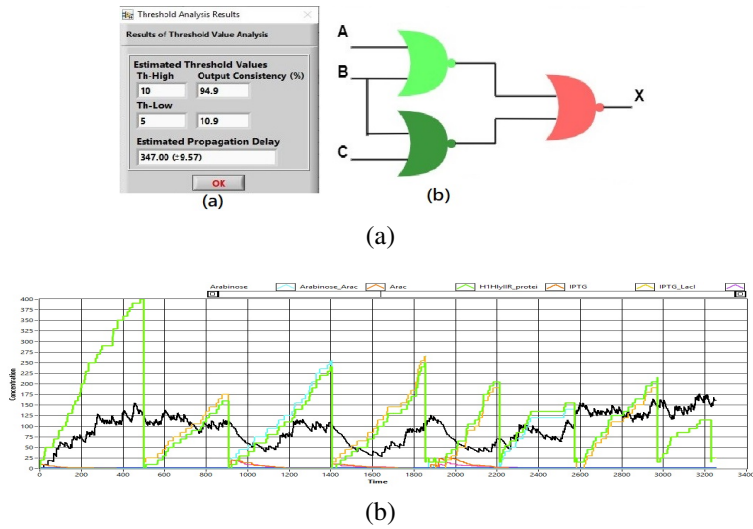 Threshold Analysis Results
Results of Threshold Value Analysis
Estimated Threshold Values
Th-High Output Consistency (%)
10 94.9
Th-Low
5 10.9
Estimated Propagation Delay
347.00 (±9.57)
OK
(a)
A
B
C
X
(b)
(a)
Arabinose Arabinose_Arac Arac H1HlyIIR_protei IPTG IPTG_LacI
Concentration
400
375
350
325
300
275
250
225
200
175
150
125
100
75
50
25
0
0 200 400 600 800 1000 1200 1400 1600 1800 2000 2200 2400 2600 2800 3000 3200 3400
Time
(b)